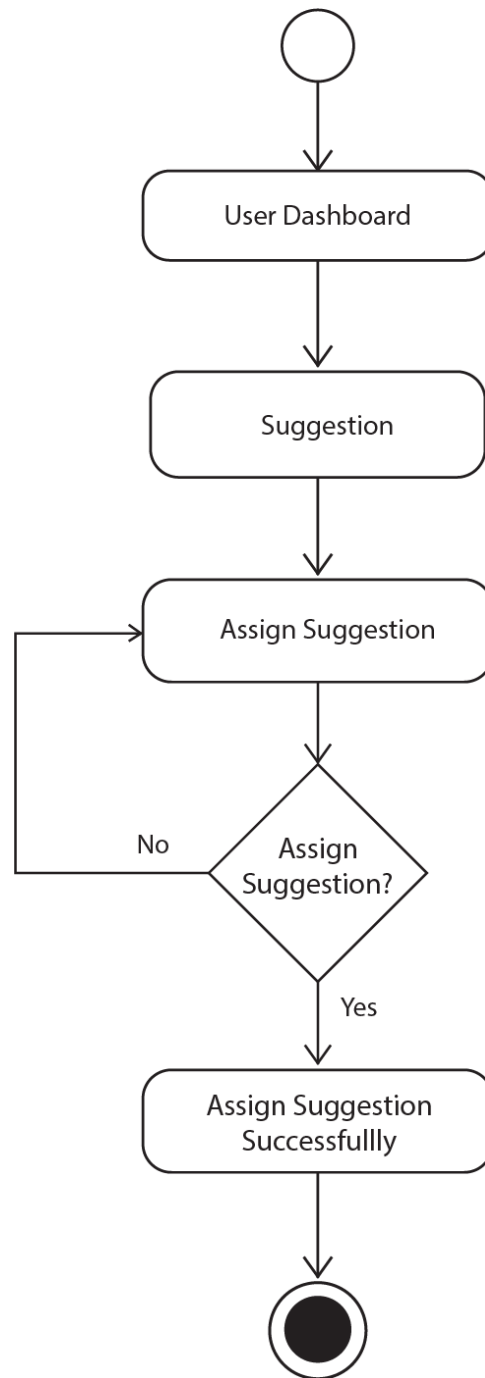 User Dashboard
Suggestion
Assign Suggestion
Assign
Suggestion?
No
Yes
Assign Suggestion
Successfullly